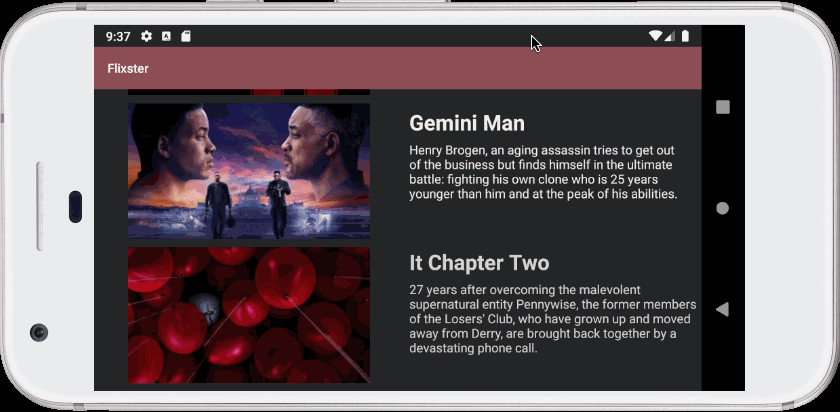 9:37
Flixster
Gemini Man
Henry Brogen, an aging assassin tries to get out
of the business but finds himself in the ultimate
battle: fighting his own clone who is 25 years
younger than him and at the peak of his abilities.
It Chapter Two
27 years after overcoming the malevolent
supernatural entity Pennywise, the former members
of the Losers' Club, who have grown up and moved
away from Derry, are brought back together by a
devastating phone call.